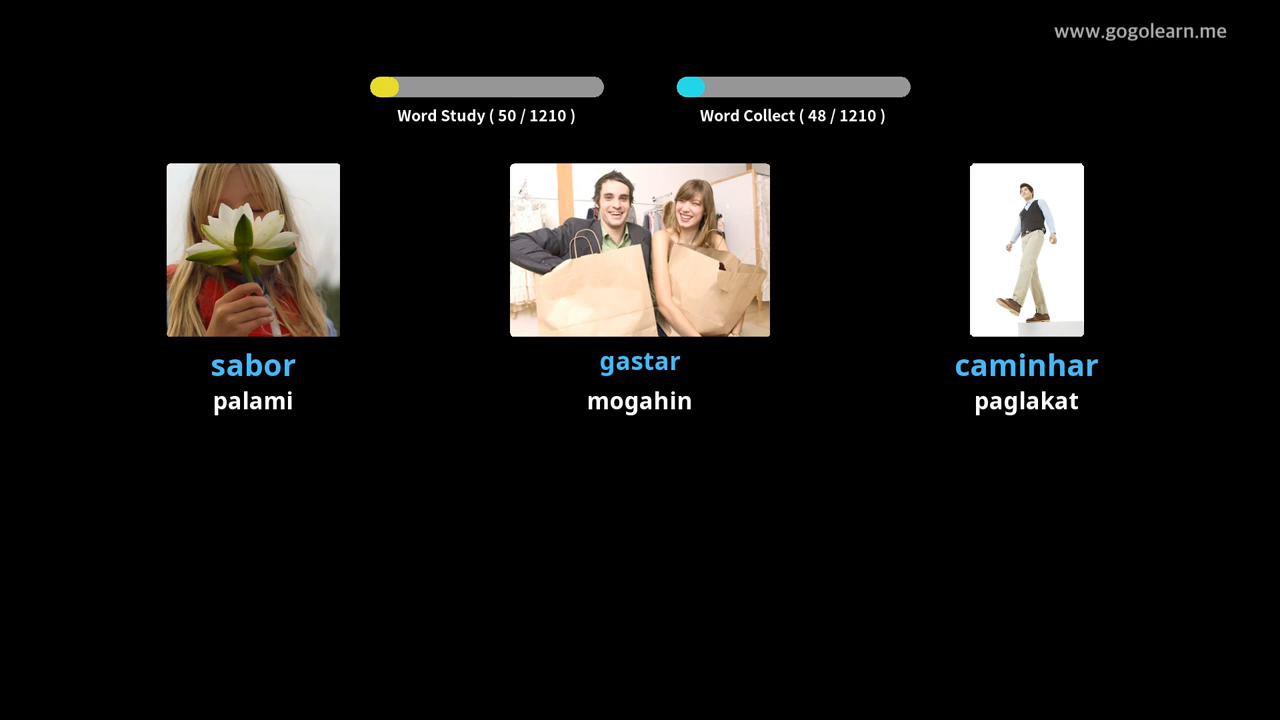 www.gogolearn.me
Word Study ( 50 / 1210 )
Word Collect ( 48 / 1210 )
sabor
palami
gastar
mogahin
caminhar
paglakat